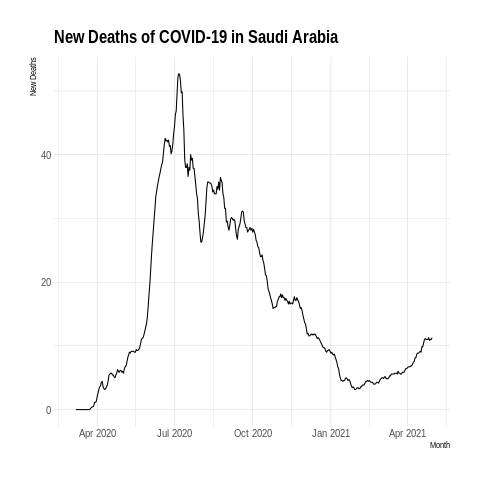 New Deaths of COVID-19 in Saudi Arabia
New Deaths
40
20
0
Apr 2020 Jul 2020 Oct 2020 Jan 2021 Apr 2021
Month